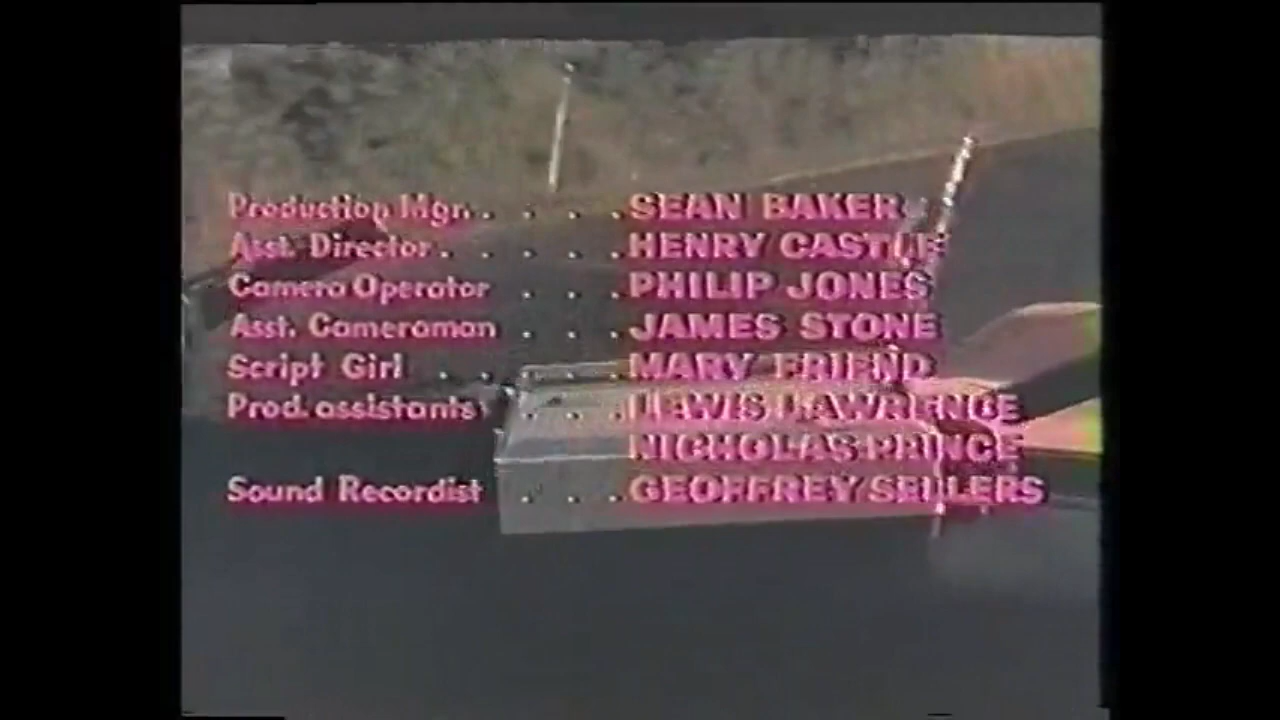 Production Mgr. . . . .SEAN BAKER
Asst. Director. . . . .HENRY CASTLE
Camera Operator . . .PHILIP JONES
Asst. Cameraman . . .JAMES STONE
Script Girl . . . . .MARY FRIEND
Prod. assistants . . .LEWIS LAWRENCE
NICHOLAS PRINCE
Sound Recordist . . .GEOFFREY SELLERS